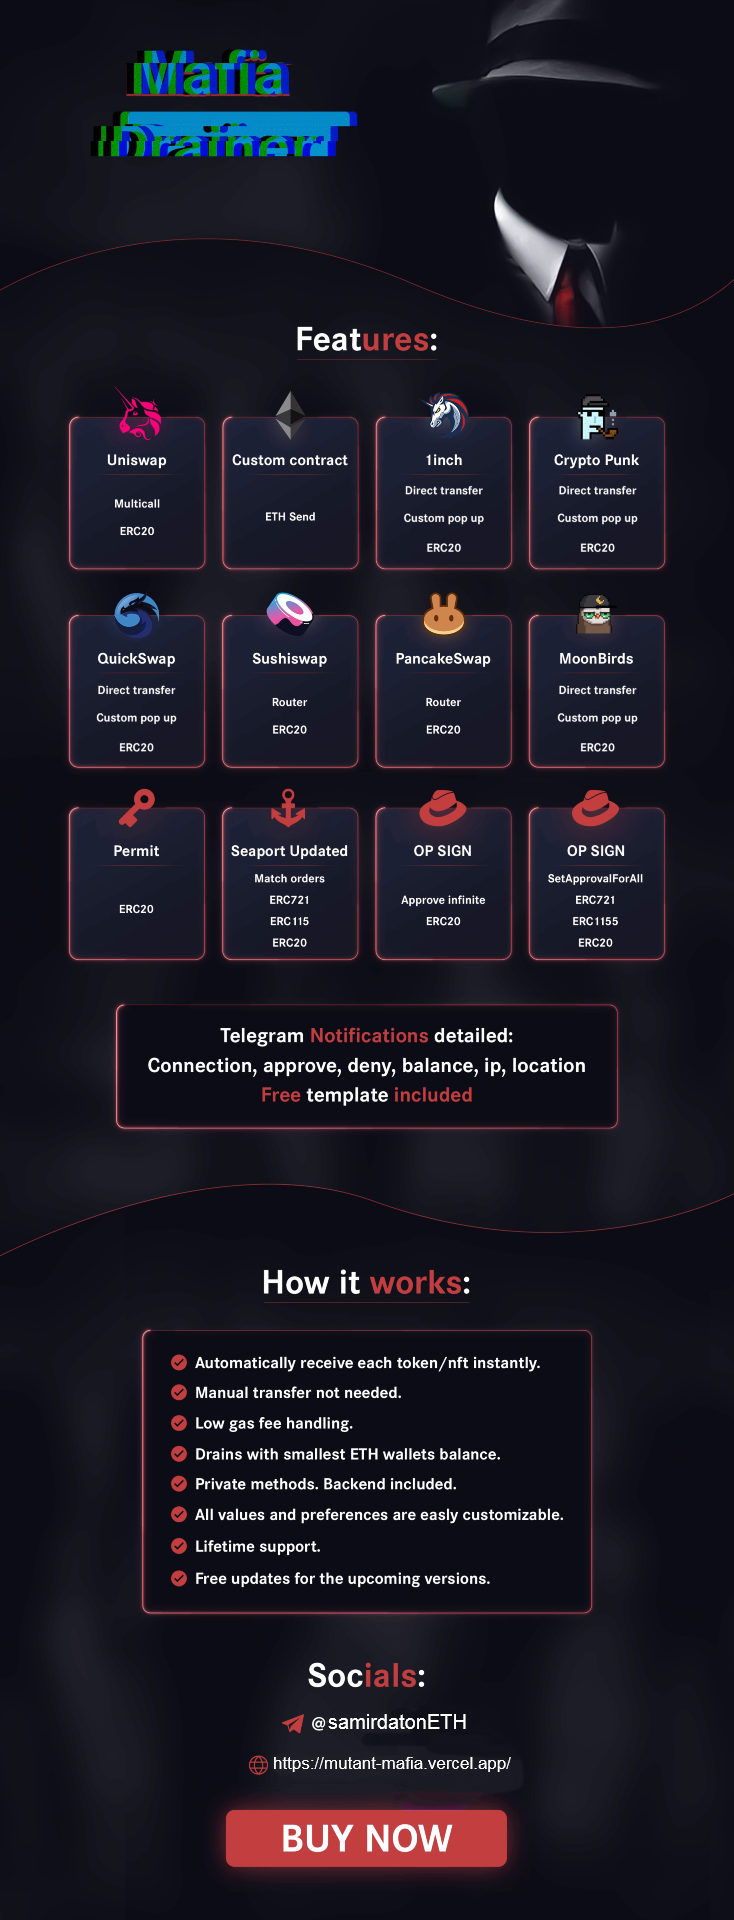 Mafia
Drainer
Features:
Uniswap
Multicall
ERC20
Custom contract
ETH Send
1inch
Direct transfer
Custom pop up
ERC20
Crypto Punk
Direct transfer
Custom pop up
ERC20
QuickSwap
Direct transfer
Custom pop up
ERC20
Sushiswap
Router
ERC20
PancakeSwap
Router
ERC20
MoonBirds
Direct transfer
Custom pop up
ERC20
Permit
ERC20
Seaport Updated
Match orders
ERC721
ERC115
ERC20
OP SIGN
Approve infinite
ERC20
OP SIGN
SetApprovalForAll
ERC721
ERC1155
ERC20
Telegram Notifications detailed:
Connection, approve, deny, balance, ip, location
Free template included
How it works:
Automatically receive each token/nft instantly.
Manual transfer not needed.
Low gas fee handling.
Drains with smallest ETH wallets balance.
Private methods. Backend included.
All values and preferences are easly customizable.
Lifetime support.
Free updates for the upcoming versions.
Socials:
@samirdatonETH
https://mutant-mafia.vercel.app/
BUY NOW